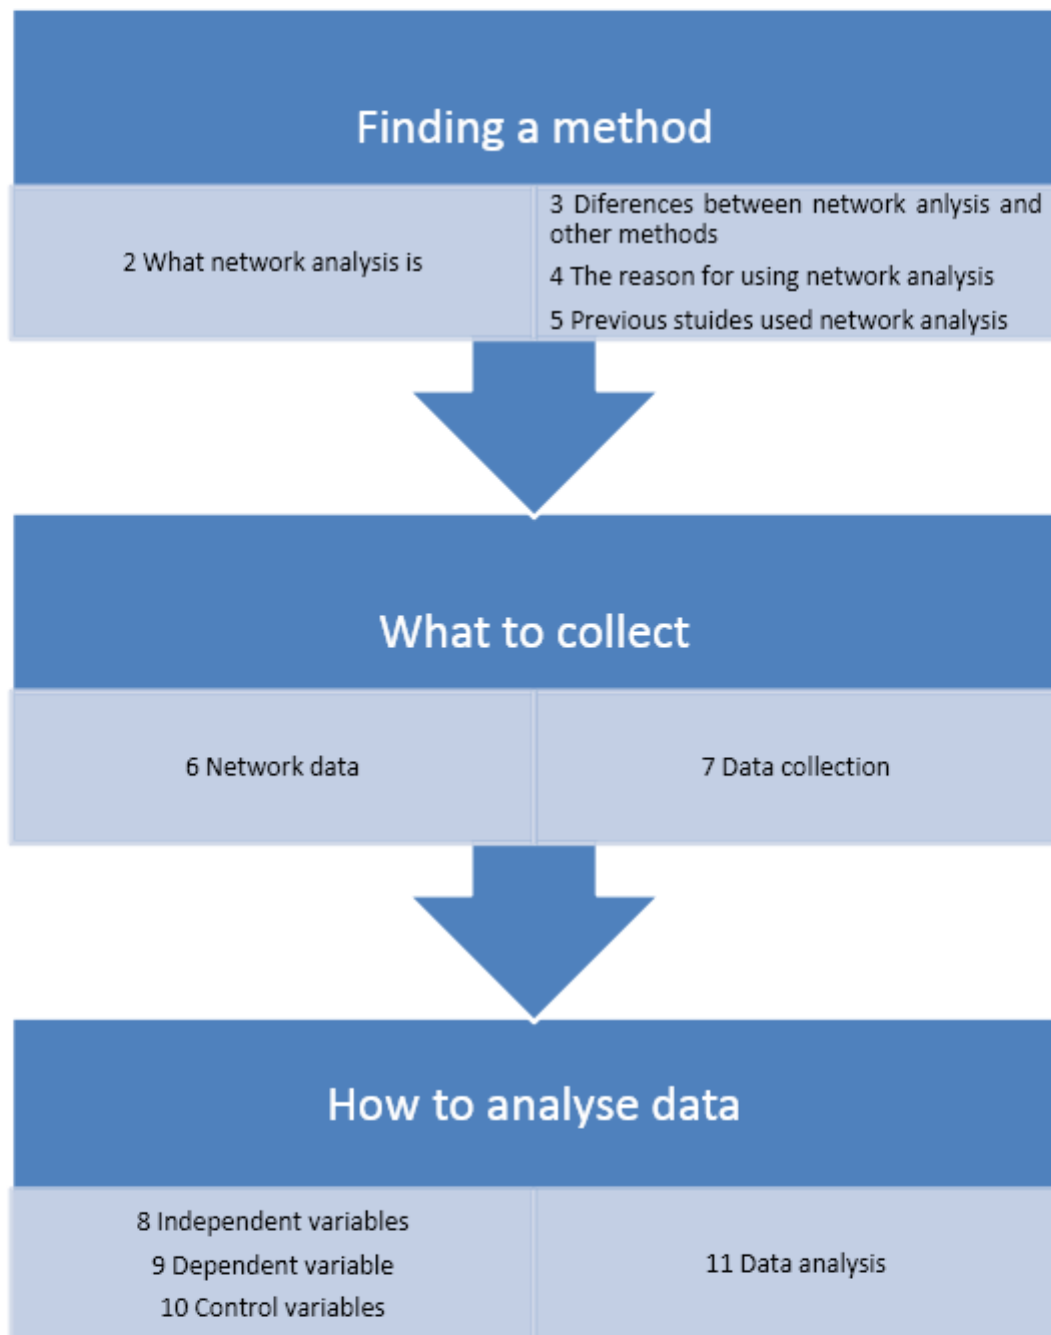 Finding a method
2 What network analysis is
3 Diferences between network anlysis and
other methods
4 The reason for using network analysis
5 Previous stuides used network analysis
What to collect
6 Network data
7 Data collection
How to analyse data
8 Independent variables
9 Dependent variable
10 Control variables
11 Data analysis